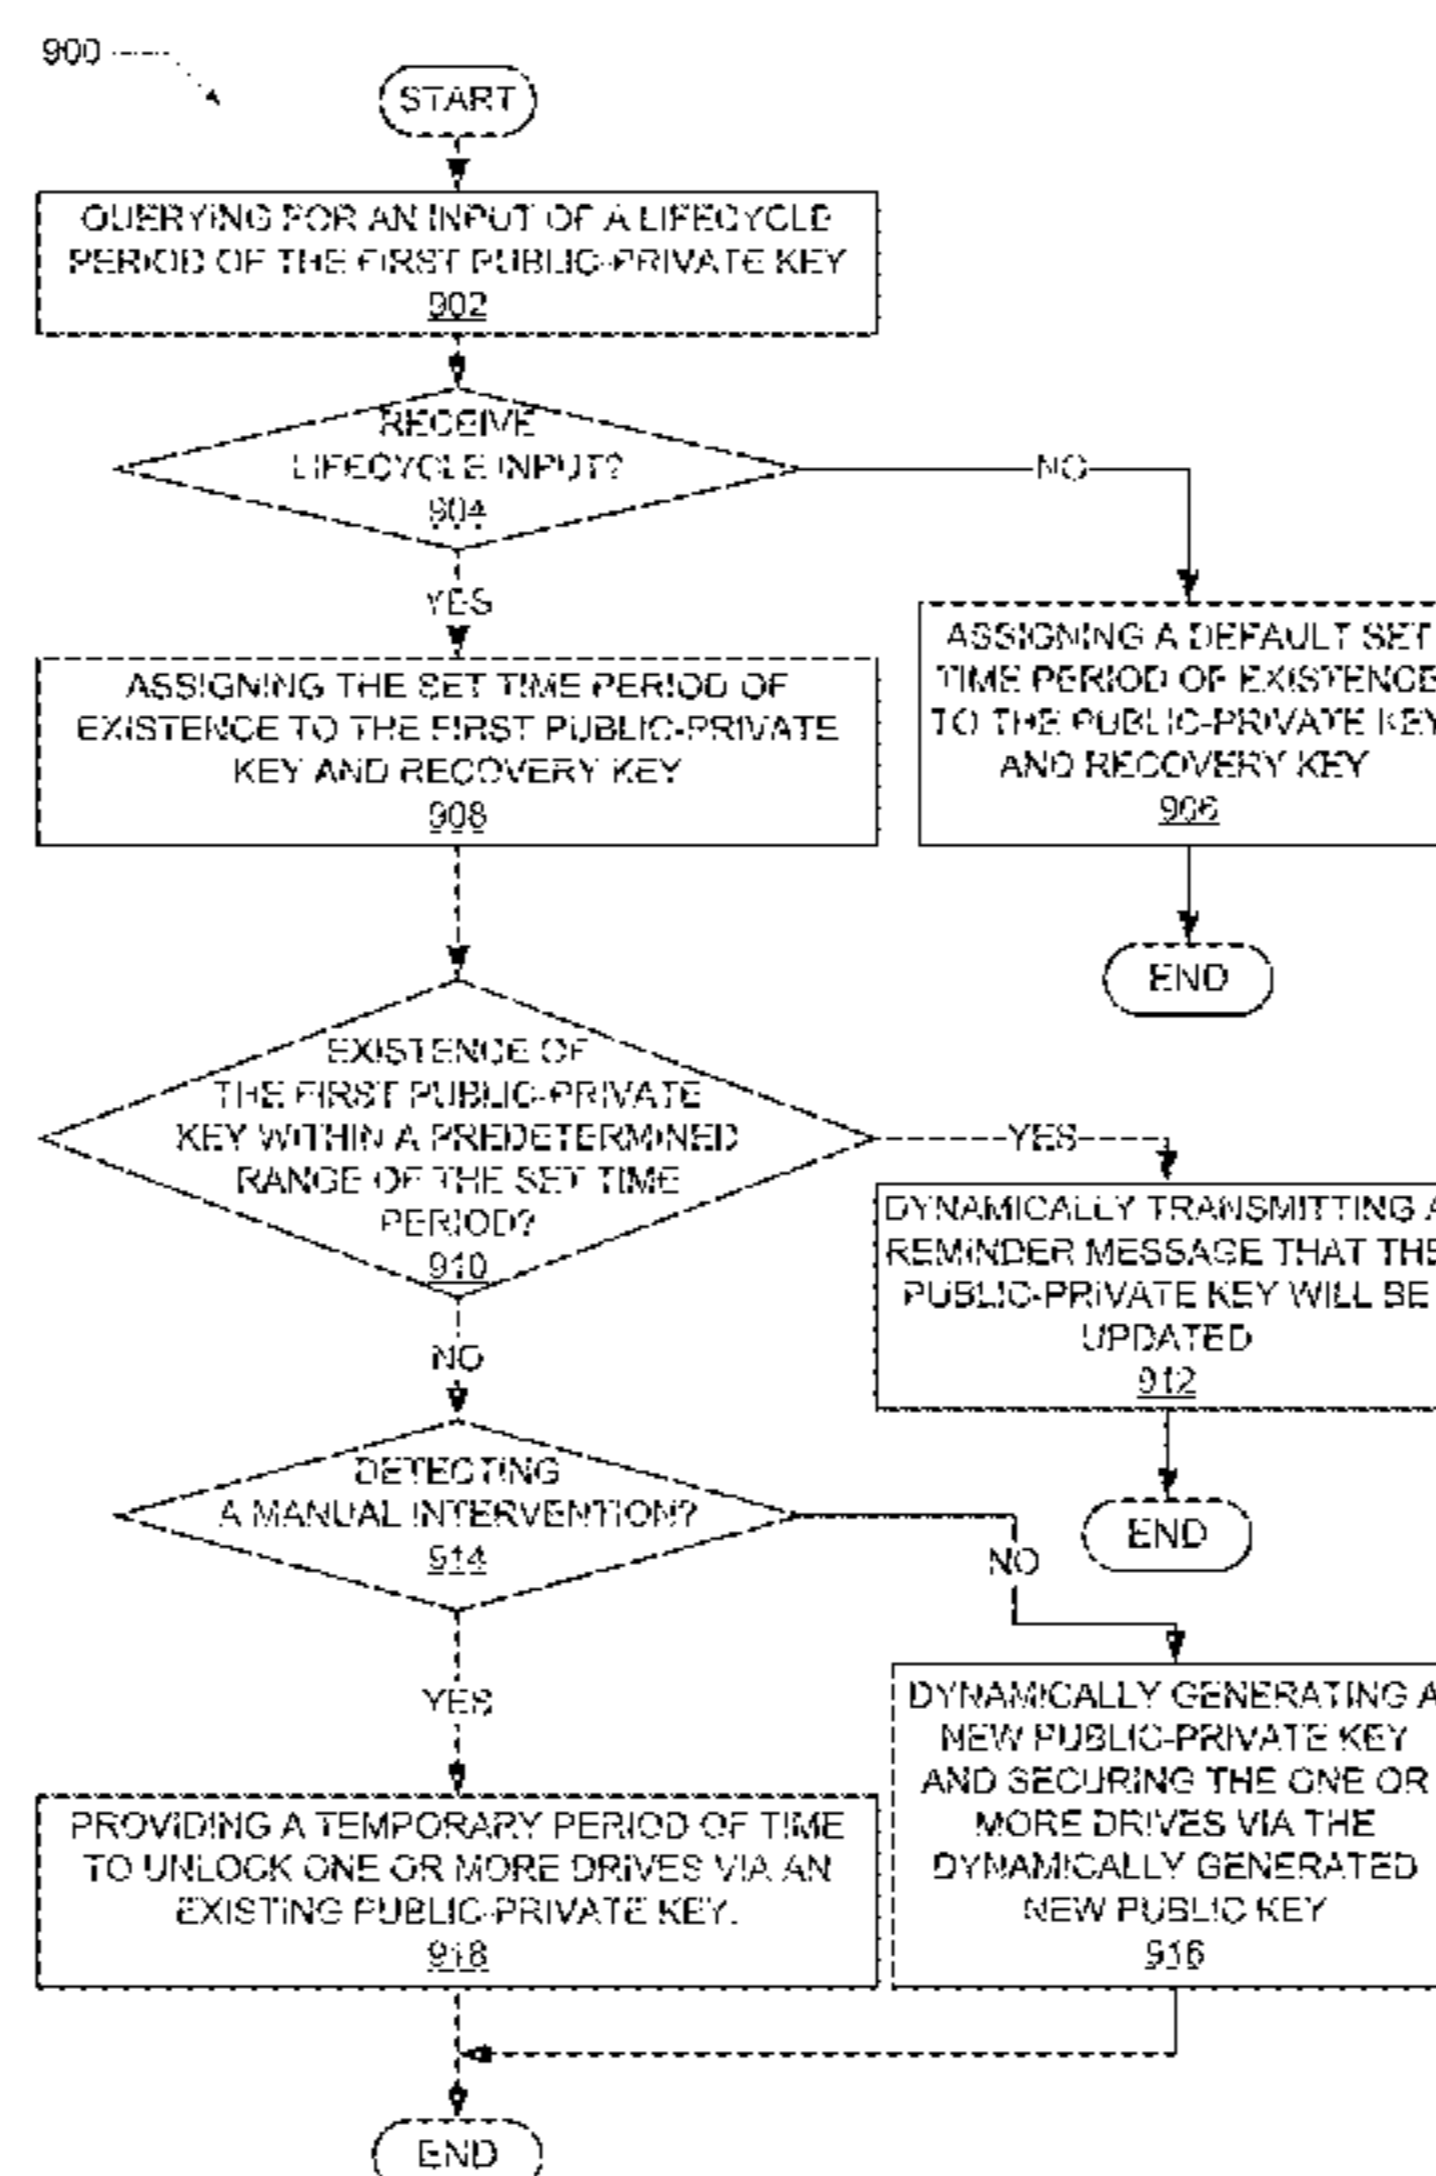 900
START
QUERYING FOR AN INPUT OF A LIFECYCLE
PERIOD OF THE FIRST PUBLIC-PRIVATE KEY
902
RECEIVE
LIFECYCLE INPUT?
904
NO
YES
ASSIGNING A DEFAULT SET
TIME PERIOD OF EXISTENCE
TO THE PUBLIC-PRIVATE KEY
AND RECOVERY KEY
906
ASSIGNING THE SET TIME PERIOD OF
EXISTENCE TO THE FIRST PUBLIC-PRIVATE
KEY AND RECOVERY KEY
908
END
EXISTENCE OF
THE FIRST PUBLIC-PRIVATE
KEY WITHIN A PREDETERMINED
RANGE OF THE SET TIME
PERIOD?
910
YES
DYNAMICALLY TRANSMITTING A
REMINDER MESSAGE THAT THE
PUBLIC-PRIVATE KEY WILL BE
UPDATED
912
NO
END
DETECTING
A MANUAL INTERVENTION?
914
NO
YES
DYNAMICALLY GENERATING A
NEW PUBLIC-PRIVATE KEY
AND SECURING THE ONE OR
MORE DRIVES VIA THE
DYNAMICALLY GENERATED
NEW PUBLIC KEY
916
PROVIDING A TEMPORARY PERIOD OF TIME
TO UNLOCK ONE OR MORE DRIVES VIA AN
EXISTING PUBLIC-PRIVATE KEY.
918
END